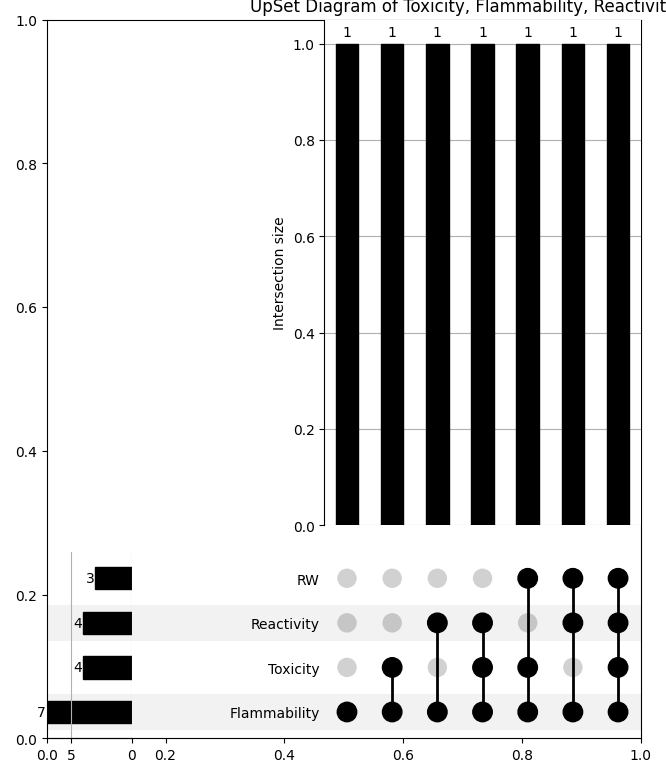 UpSet Diagram of Toxicity, Flammability, Reactivit
1.0
0.8
0.6
0.4
0.2
0.0
1 1 1 1 1 1 1
1.0
0.8
0.6
0.4
0.2
0.0
Intersection size
3
RW
4
Reactivity
4
Toxicity
7
Flammability
0.0 5 0 0.2 0.4 0.6 0.8 1.0